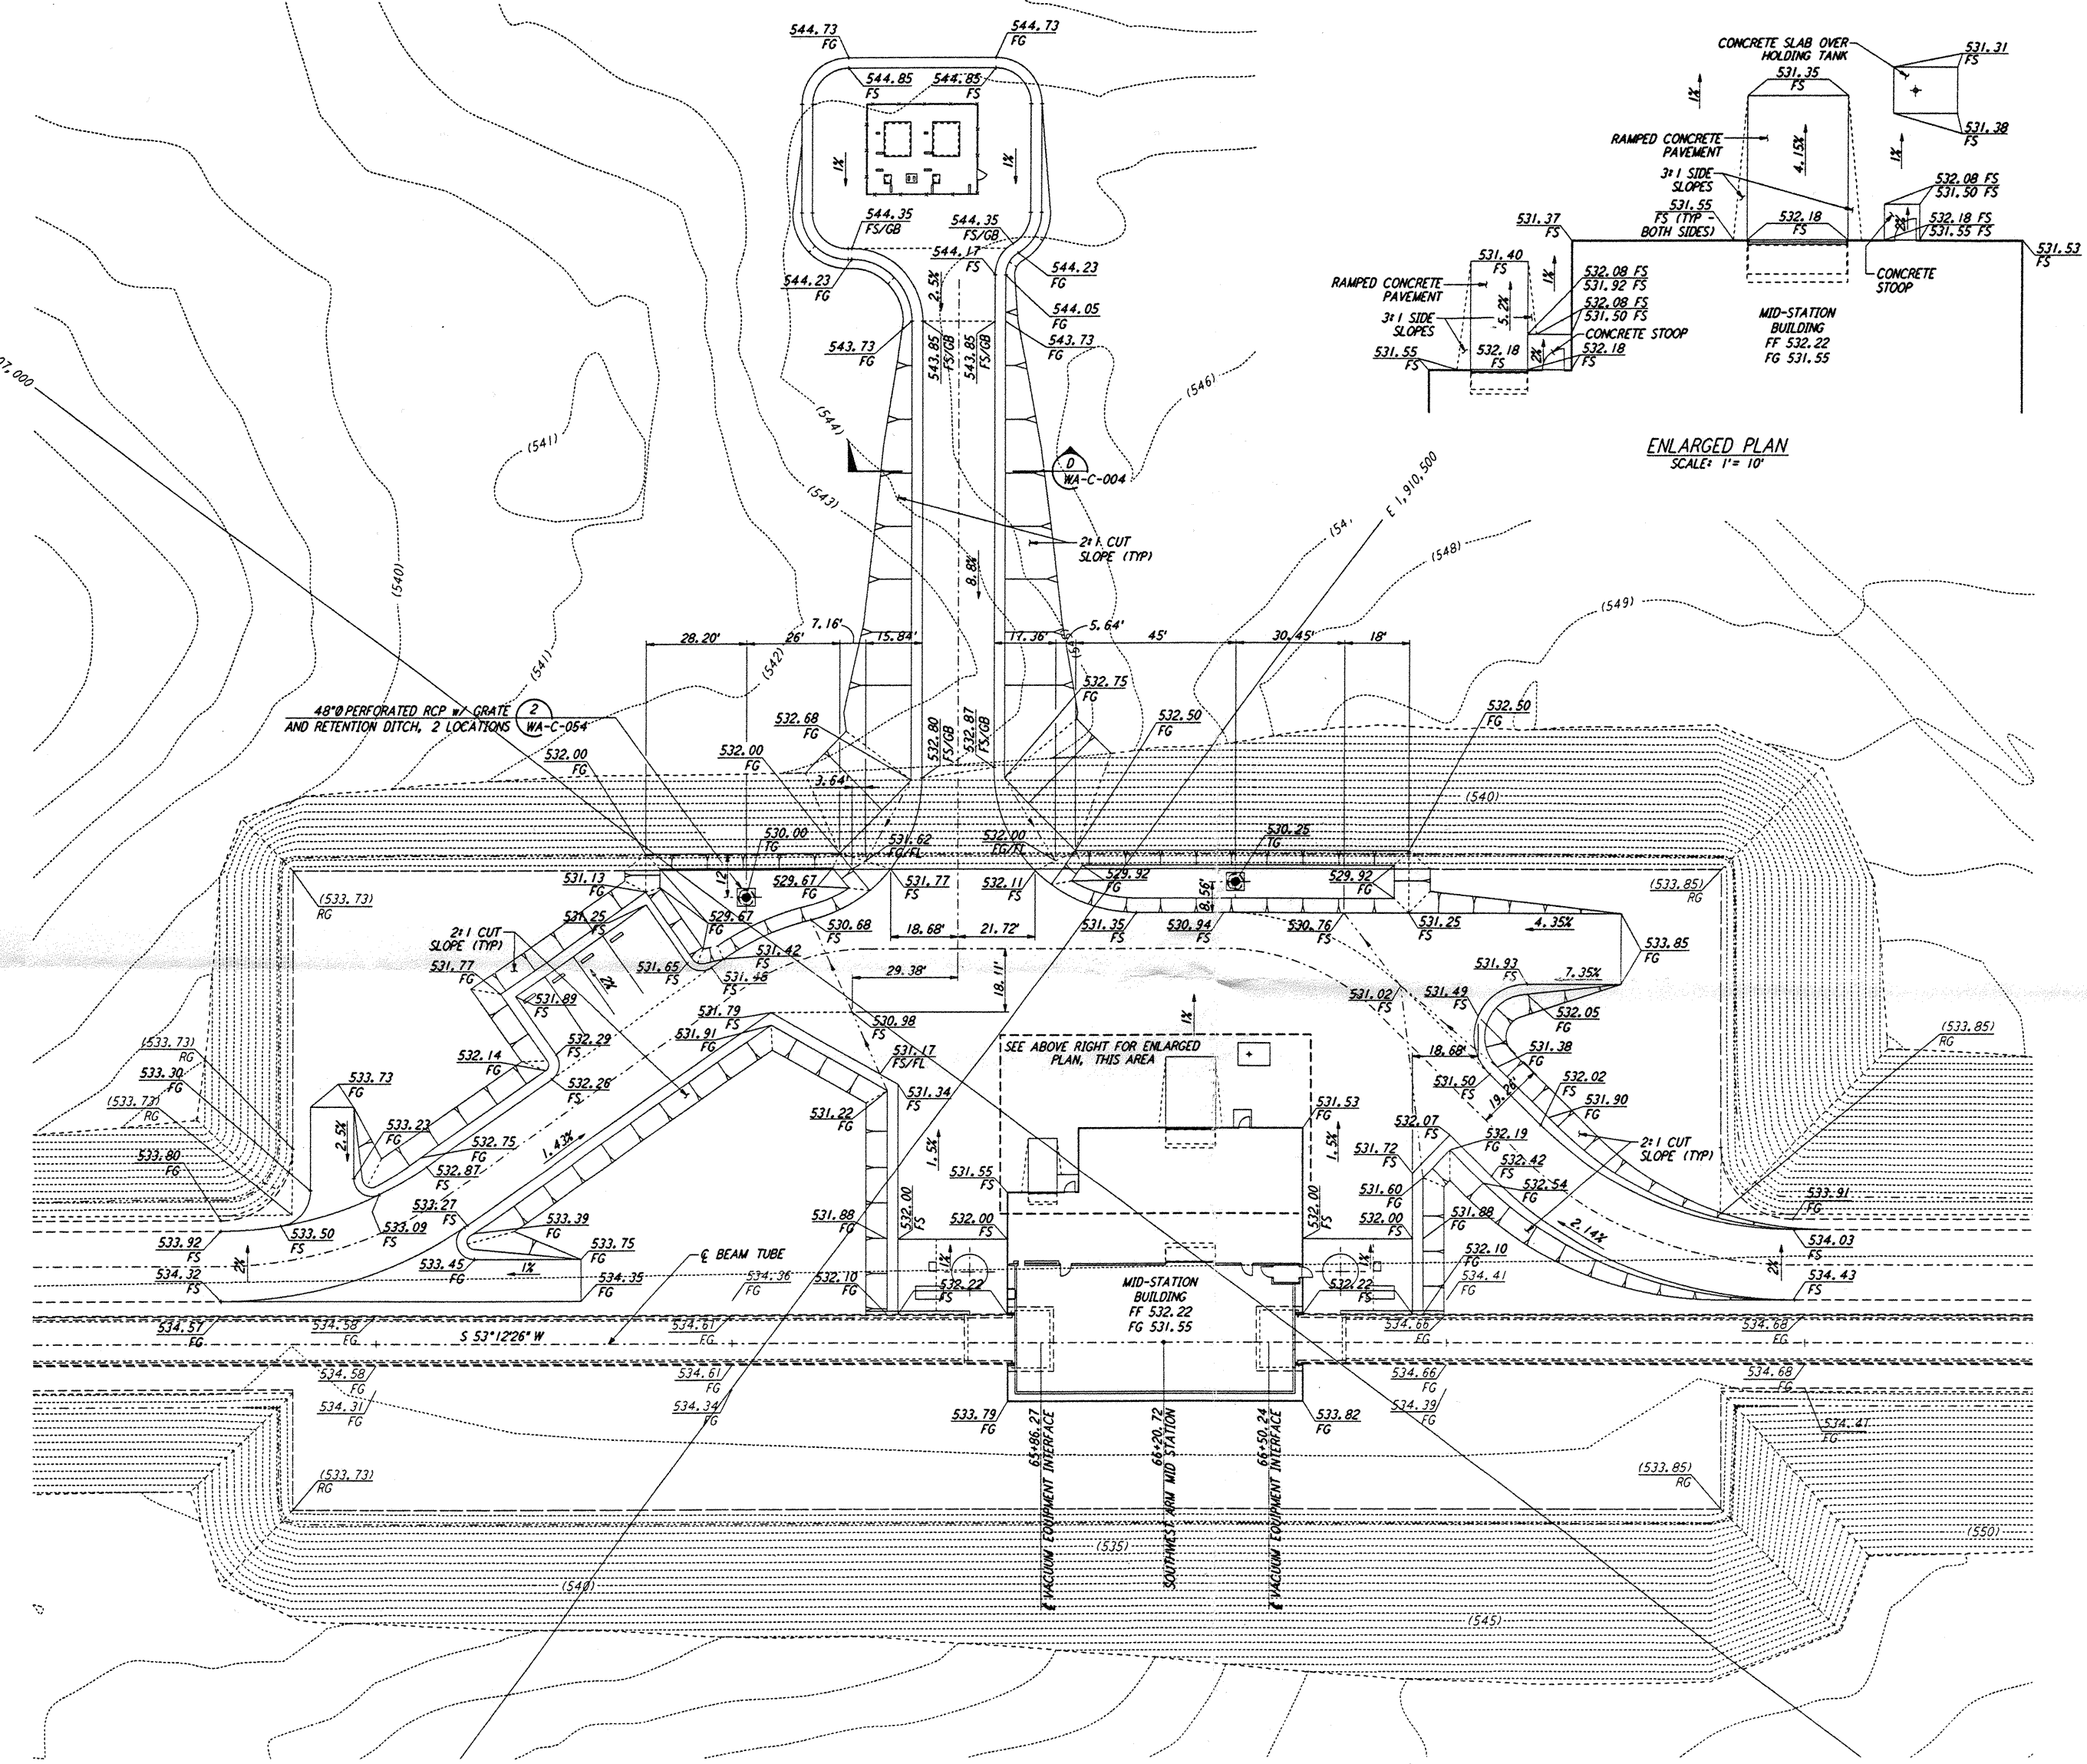 544.73
FG
544.73
FG
544.85
FS
544.85
FS
1%
1%
544.35
FS/GB
544.35
FS/GB
544.17
FS
544.23
FG
544.23
FG
2.5%
544.05
FG
543.73
FG
543.85
FS/GB
543.85
FS/GB
543.73
FG
CONCRETE SLAB OVER
HOLDING TANK
531.31
FS
531.35
FS
1%
531.38
FS
RAMPED CONCRETE
PAVEMENT
4.15%
1%
3:1 SIDE
SLOPES
532.08 FS
531.50 FS
531.55
FS (TYP -
BOTH SIDES)
532.18
FS
2%
532.18 FS
531.55 FS
531.37
FS
531.53
FS
CONCRETE
STOOP
531.40
FS
1%
532.08 FS
531.92 FS
RAMPED CONCRETE
PAVEMENT
5.2%
532.08 FS
531.50 FS
3:1 SIDE
SLOPES
CONCRETE STOOP
531.55
FS
532.18
FS
2%
532.18
FS
MID-STATION
BUILDING
FF 532.22
FG 531.55
ENLARGED PLAN
SCALE: 1"= 10'
07,000
(541)
(544)
(546)
(543)
(540)
D
WA-C-004
E 1,910,500
(54
(548)
(549)
2:1 CUT
SLOPE (TYP)
8.8%
(541)
(542)
28.20'
26'
7.16'
15.84'
17.36'
5.64'
45'
30.45'
18'
48"Ø PERFORATED RCP w/ GRATE
AND RETENTION DITCH, 2 LOCATIONS
2
WA-C-054
532.75
FG
532.68
FG
532.80
FS/GB
532.87
FS/GB
532.50
FG
532.50
FG
532.00
FG
532.00
FG
3.64'
(540)
530.00
TG
531.62
FG/FL
532.00
FG/FL
530.25
TG
12'
531.13
FG
529.67
FG
531.77
FS
532.11
FS
529.92
FG
529.92
FG
8.56'
(533.73)
RG
(533.85)
RG
531.25
FS
529.67
FG
530.68
FS
531.35
FS
530.94
FS
530.76
FS
531.25
FS
4.35%
2:1 CUT
SLOPE (TYP)
531.77
FG
531.65
FS
531.42
FS
531.48
FS
18.68'
21.72'
533.85
FG
29.38'
18.11'
2%
531.89
FS
531.02
FS
531.93
FS
7.35%
531.49
FS
532.05
FG
531.79
FS
531.91
FG
530.98
FS
1%
532.29
FS
532.14
FG
532.26
FS
531.17
FS/FL
SEE ABOVE RIGHT FOR ENLARGED
PLAN, THIS AREA
18.68'
531.38
FG
(533.85)
RG
(533.73)
RG
533.30
FG
533.73
FG
(533.73)
RG
531.34
FS
531.22
FG
531.50
FS
19.26'
532.02
FS
531.90
FG
2.5%
533.23
FG
532.75
FG
532.87
FS
1.43%
1.5%
531.53
FG
1.5%
532.07
FS
532.19
FG
2:1 CUT
SLOPE (TYP)
533.80
FG
531.55
FS
531.72
FS
532.42
FS
532.54
FG
531.60
FG
533.27
FS
533.39
FG
531.88
FG
532.00
FS
532.00
FS
532.00
FS
532.00
FS
531.88
FG
533.91
FG
533.92
FS
533.50
FS
533.09
FS
2.14%
534.03
FS
℄ BEAM TUBE
533.75
FG
533.45
FG
1%
532.10
FG
534.32
FS
2%
534.35
FG
534.36
FG
532.10
FG
1%
532.22
FS
MID-STATION
BUILDING
FF 532.22
FG 531.55
532.22
FS
1%
534.41
FG
2%
534.43
FS
534.57
FG
534.58
FG
S 53°12'26" W
534.61
FG
534.66
FG
534.68
FG
534.58
FG
534.61
FG
534.66
FG
534.68
FG
534.31
FG
534.34
FG
533.79
FG
533.82
FG
534.39
FG
534.47
FG
65+86.27
℄ VACUUM EQUIPMENT INTERFACE
66+20.72
SOUTHWEST ARM MID STATION
66+50.24
℄ VACUUM EQUIPMENT INTERFACE
(533.73)
RG
(533.85)
RG
(535)
(550)
(540)
(545)